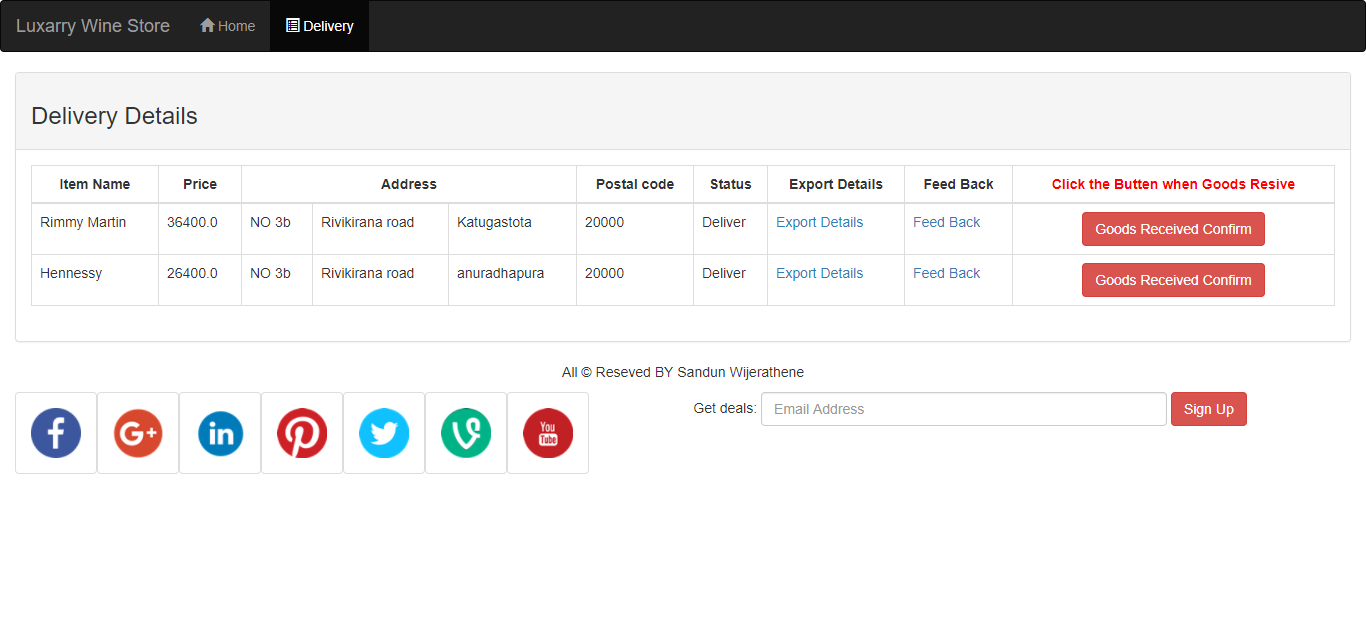 Luxarry Wine Store Home Delivery
Delivery Details
Item Name Price Address Postal code Status Export Details Feed Back Click the Butten when Goods Resive
Rimmy Martin 36400.0 NO 3b Rivikirana road Katugastota 20000 Deliver Export Details Feed Back Goods Received Confirm
Hennessy 26400.0 NO 3b Rivikirana road anuradhapura 20000 Deliver Export Details Feed Back Goods Received Confirm
All © Reseved BY Sandun Wijerathene
f G+ in You Tube Get deals: Email Address Sign Up